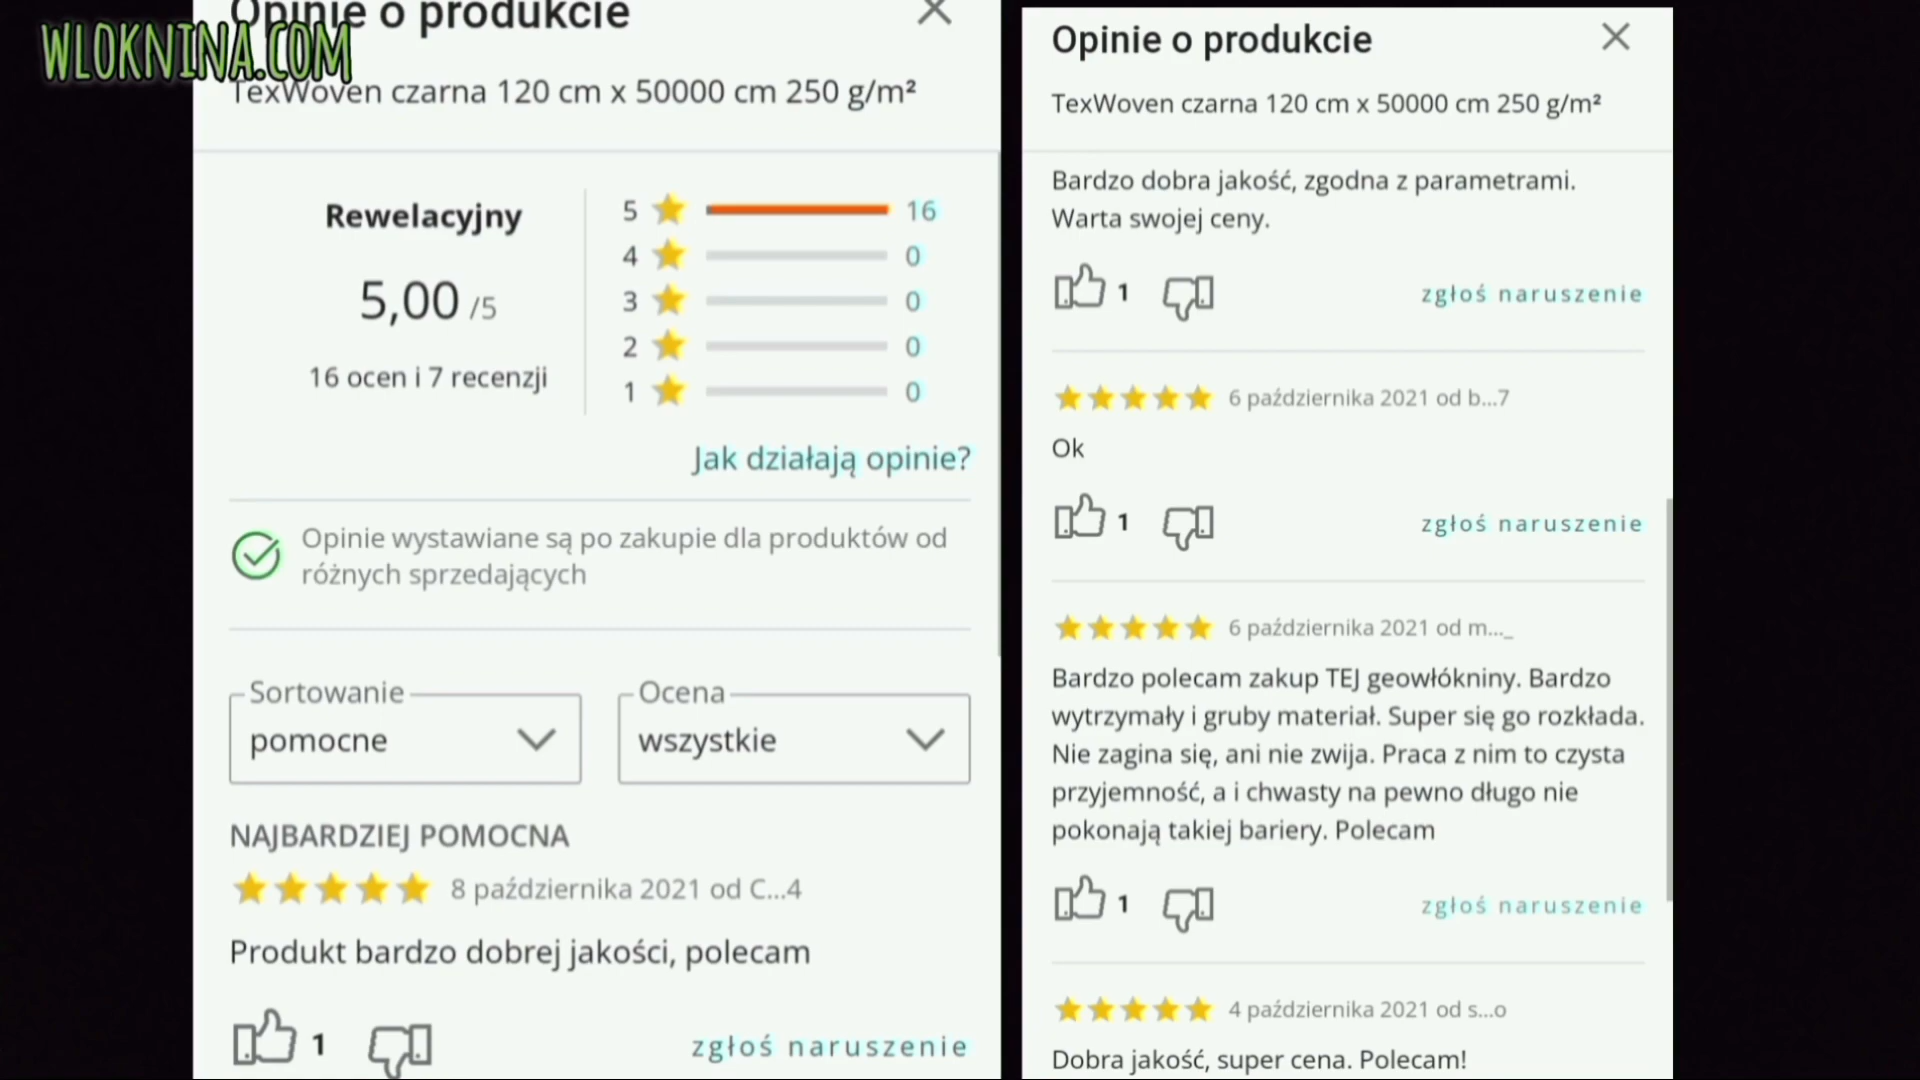 WLOKNINA.COM
Opinie o produkcie
TexWoven czarna 120 cm x 50000 cm 250 g/m²
Rewelacyjny
5,00 /5
16 ocen i 7 recenzji
5 16
4 0
3 0
2 0
1 0
Jak działają opinie?
Opinie wystawiane są po zakupie dla produktów od
różnych sprzedających
Sortowanie
pomocne
Ocena
wszystkie
NAJBARDZIEJ POMOCNA
8 października 2021 od C...4
Produkt bardzo dobrej jakości, polecam
1
zgłoś naruszenie
Opinie o produkcie
TexWoven czarna 120 cm x 50000 cm 250 g/m²
Bardzo dobra jakość, zgodna z parametrami.
Warta swojej ceny.
1
zgłoś naruszenie
6 października 2021 od b...7
Ok
1
zgłoś naruszenie
6 października 2021 od m..._
Bardzo polecam zakup TEJ geowłókniny. Bardzo
wytrzymały i gruby materiał. Super się go rozkłada.
Nie zagina się, ani nie zwija. Praca z nim to czysta
przyjemność, a i chwasty na pewno długo nie
pokonają takiej bariery. Polecam
1
zgłoś naruszenie
4 października 2021 od s...o
Dobra jakość, super cena. Polecam!